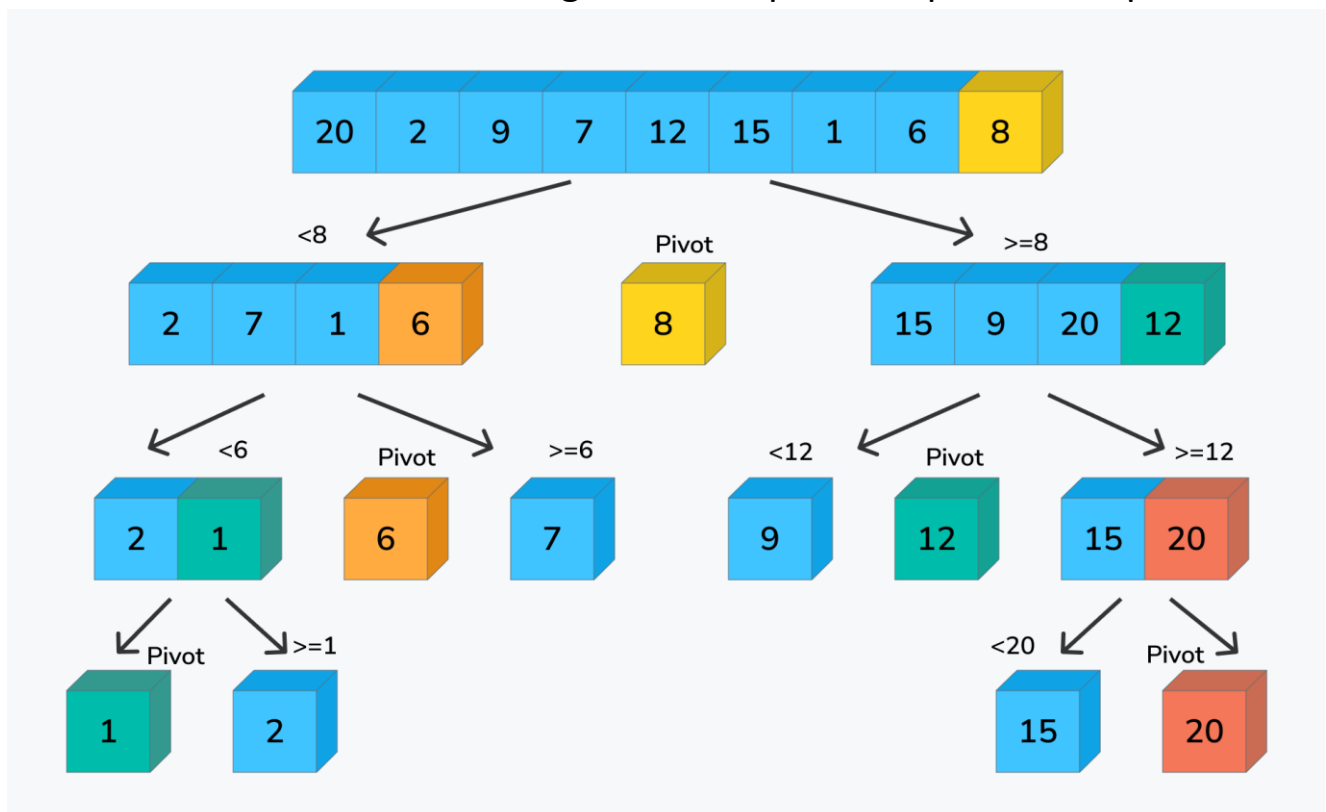 20 2 9 7 12 15 1 6 8
<8 Pivot >=8
2 7 1 6 8 15 9 20 12
<6 Pivot >=6 <12 Pivot >=12
2 1 6 7 9 12 15 20
Pivot >=1 <20 Pivot
1 2 15 20